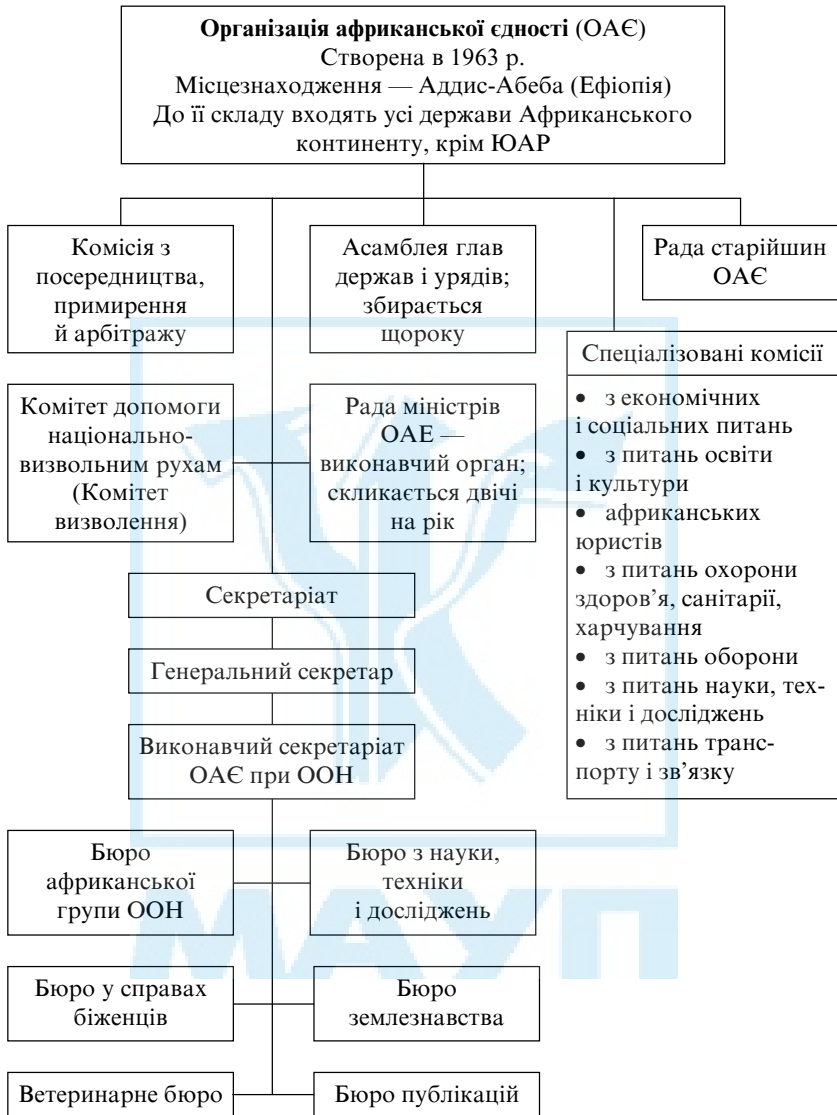 Організація африканської єдності (ОАЄ)
Створена в 1963 р.
Місцезнаходження — Аддис-Абеба (Ефіопія)
До її складу входять усі держави Африканського
континенту, крім ЮАР
Комісія з
посередництва,
примирення
й арбітражу
Асамблея глав
держав і урядів;
збирається
щороку
Рада старійшин
ОАЄ
Комітет допомоги
національно-
визвольним рухам
(Комітет
визволення)
Рада міністрів
ОАЕ —
виконавчий орган;
скликається двічі
на рік
Спеціалізовані комісії
• з економічних
і соціальних питань
• з питань освіти
і культури
• африканських
юристів
• з питань охорони
здоров’я, санітарії,
харчування
• з питань оборони
• з питань науки, тех-
ніки і досліджень
• з питань транс-
порту і зв’язку
Секретаріат
Генеральний секретар
Виконавчий секретаріат
ОАЄ при ООН
Бюро
африканської
групи ООН
Бюро з науки,
техніки
і досліджень
Бюро у справах
біженців
Бюро
землезнавства
Ветеринарне бюро
Бюро публікацій
МАУП